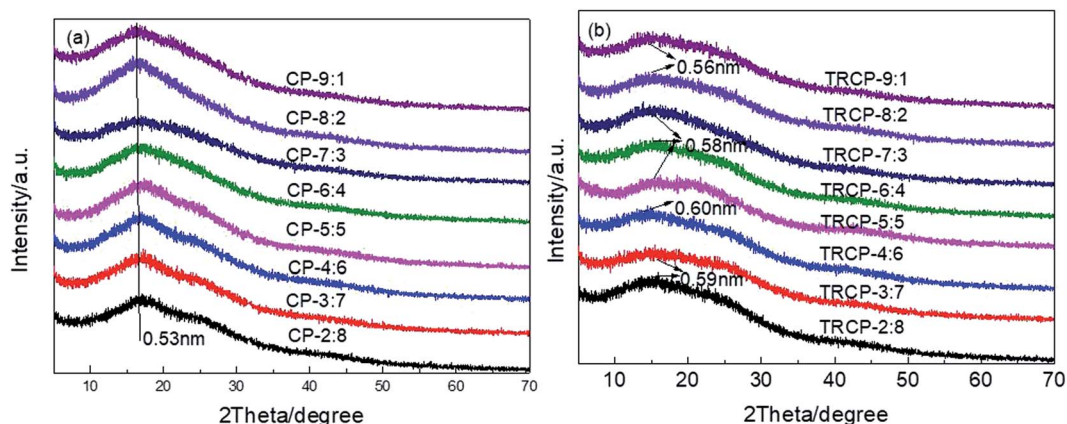 (a)
CP-9:1
CP-8:2
CP-7:3
CP-6:4
CP-5:5
CP-4:6
CP-3:7
CP-2:8
0.53nm
Intensity/a.u.
10 20 30 40 50 60 70
2Theta/degree
(b)
0.56nm
TRCP-9:1
TRCP-8:2
0.58nm
TRCP-7:3
TRCP-6:4
0.60nm
TRCP-5:5
TRCP-4:6
0.59nm
TRCP-3:7
TRCP-2:8
Intensity/a.u.
10 20 30 40 50 60 70
2Theta/degree